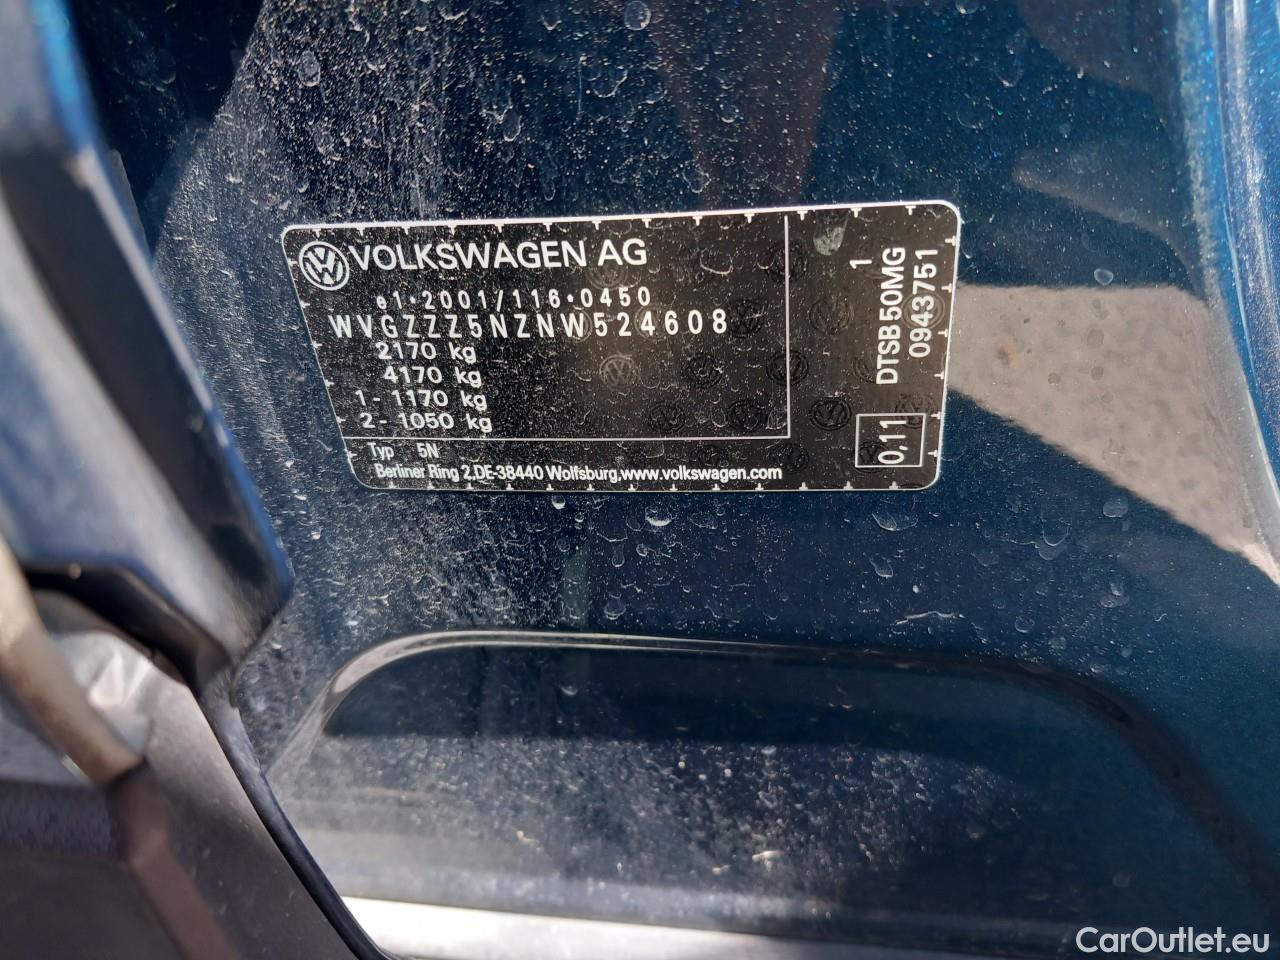 VOLKSWAGEN AG
e1*2001/116*0450
WVGZZZ5NZNW524608
2170 kg
4170 kg
1 - 1170 kg
2 - 1050 kg
Typ 5N
Berliner Ring 2,DE-38440 Wolfsburg,www.volkswagen.com
1
DTSB50MG
0943751
0,11
CarOutlet.eu